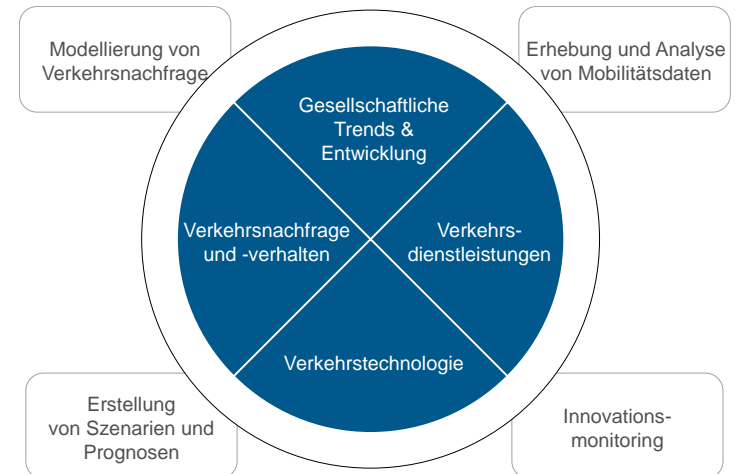 Modellierung von
Verkehrsnachfrage
Erhebung und Analyse
von Mobilitätsdaten
Gesellschaftliche
Trends &
Entwicklung
Verkehrsnachfrage
und -verhalten
Verkehrs-
dienstleistungen
Verkehrstechnologie
Erstellung
von Szenarien und
Prognosen
Innovations-
monitoring